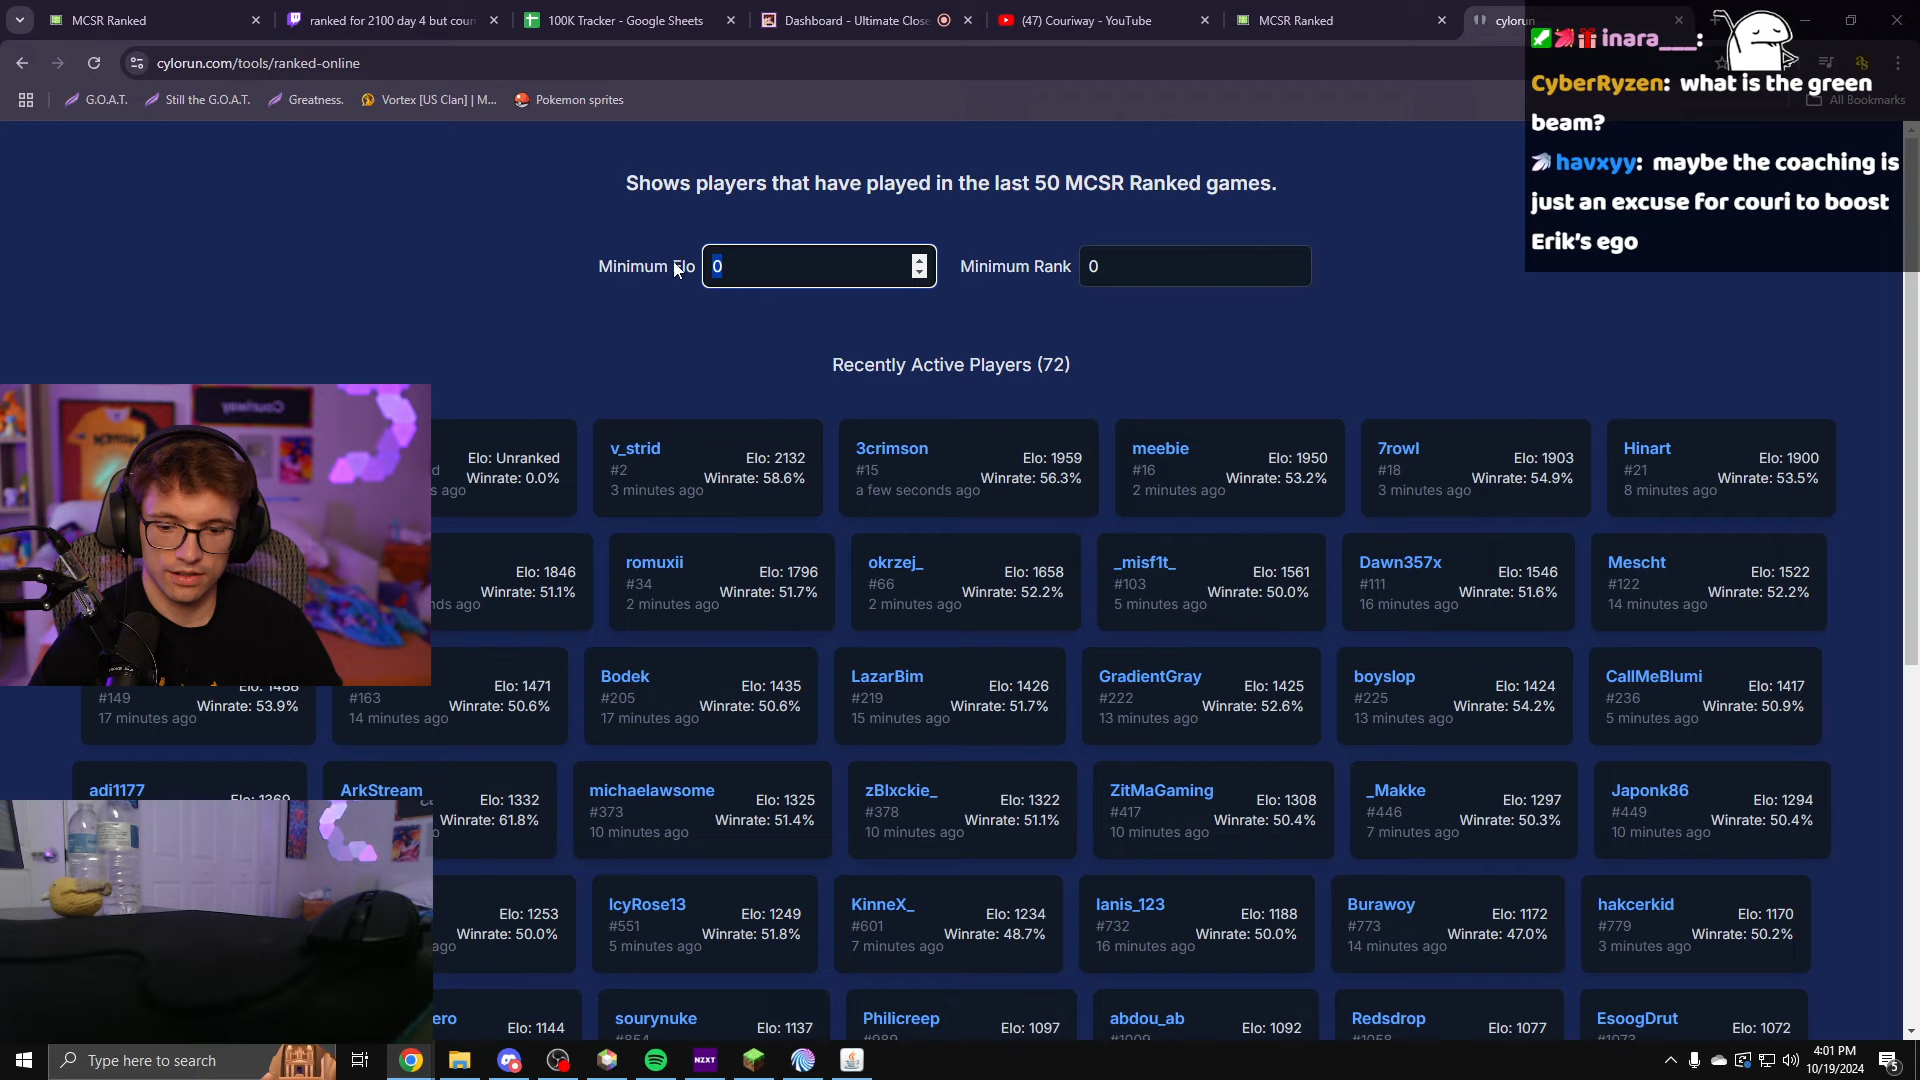 MCSR Ranked
ranked for 2100 day 4 but couri
100K Tracker - Google Sheets
Dashboard - Ultimate Close
(47) Couriway - YouTube
MCSR Ranked
cylorun
cylorun.com/tools/ranked-online
G.O.A.T.
Still the G.O.A.T.
Greatness.
Vortex [US Clan] | M...
Pokemon sprites
All Bookmarks
inara___:
CyberRyzen: what is the green
beam?
havxyy: maybe the coaching is
just an excuse for couri to boost
Erik's ego
Shows players that have played in the last 50 MCSR Ranked games.
Minimum Elo
0
Minimum Rank
0
Recently Active Players (72)
Elo: Unranked
Winrate: 0.0%
s ago
v_strid
#2
3 minutes ago
Elo: 2132
Winrate: 58.6%
3crimson
#15
a few seconds ago
Elo: 1959
Winrate: 56.3%
meebie
#16
2 minutes ago
Elo: 1950
Winrate: 53.2%
7rowl
#18
3 minutes ago
Elo: 1903
Winrate: 54.9%
Hinart
#21
8 minutes ago
Elo: 1900
Winrate: 53.5%
Elo: 1846
Winrate: 51.1%
nds ago
romuxii
#34
2 minutes ago
Elo: 1796
Winrate: 51.7%
okrzej_
#66
2 minutes ago
Elo: 1658
Winrate: 52.2%
_misf1t_
#103
5 minutes ago
Elo: 1561
Winrate: 50.0%
Dawn357x
#111
16 minutes ago
Elo: 1546
Winrate: 51.6%
Mescht
#122
14 minutes ago
Elo: 1522
Winrate: 52.2%
#149
17 minutes ago
Elo: 1488
Winrate: 53.9%
#163
14 minutes ago
Elo: 1471
Winrate: 50.6%
Bodek
#205
17 minutes ago
Elo: 1435
Winrate: 50.6%
LazarBim
#219
15 minutes ago
Elo: 1426
Winrate: 51.7%
GradientGray
#222
13 minutes ago
Elo: 1425
Winrate: 52.6%
boyslop
#225
13 minutes ago
Elo: 1424
Winrate: 54.2%
CallMeBlumi
#236
5 minutes ago
Elo: 1417
Winrate: 50.9%
adi1177
Elo: 1369
ArkStream
Elo: 1332
Winrate: 61.8%
michaelawsome
#373
10 minutes ago
Elo: 1325
Winrate: 51.4%
zBlxckie_
#378
10 minutes ago
Elo: 1322
Winrate: 51.1%
ZitMaGaming
#417
10 minutes ago
Elo: 1308
Winrate: 50.4%
_Makke
#446
7 minutes ago
Elo: 1297
Winrate: 50.3%
Japonk86
#449
10 minutes ago
Elo: 1294
Winrate: 50.4%
Elo: 1253
Winrate: 50.0%
ago
IcyRose13
#551
5 minutes ago
Elo: 1249
Winrate: 51.8%
KinneX_
#601
7 minutes ago
Elo: 1234
Winrate: 48.7%
#732
16 minutes ago
Elo: 1188
Winrate: 50.0%
Burawoy
#773
14 minutes ago
Elo: 1172
Winrate: 47.0%
hakcerkid
#779
3 minutes ago
Elo: 1170
Winrate: 50.2%
ero
Elo: 1144
sourynuke
Elo: 1137
Philicreep
Elo: 1097
abdou_ab
Elo: 1092
Redsdrop
Elo: 1077
EsoogDrut
Elo: 1072
Type here to search
NZXT
4:01 PM
10/19/2024
5